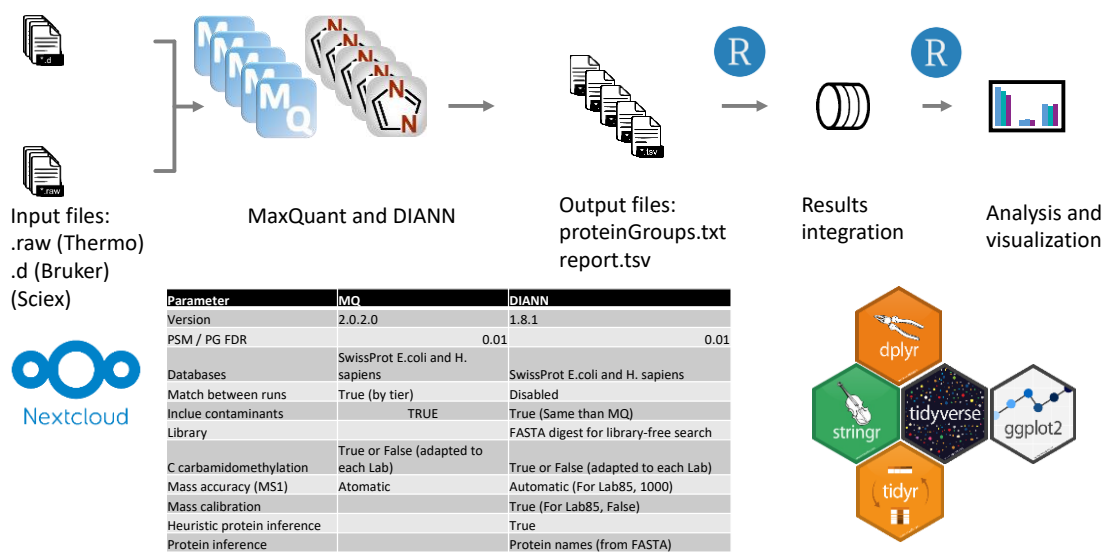 *.d
M
Q
N
N
R
R
*.tsv
*.raw
Input files:
.raw (Thermo)
.d (Bruker)
(Sciex)
MaxQuant and DIANN
Output files:
proteinGroups.txt
report.tsv
Results
integration
Analysis and
visualization
Nextcloud
Parameter MQ DIANN
Version 2.0.2.0 1.8.1
PSM / PG FDR 0.01 0.01
Databases SwissProt E.coli and H. sapiens SwissProt E.coli and H. sapiens
Match between runs True (by tier) Disabled
Inclue contaminants TRUE True (Same than MQ)
Library FASTA digest for library-free search
C carbamidomethylation True or False (adapted to each Lab) True or False (adapted to each Lab)
Mass accuracy (MS1) Atomatic Automatic (For Lab85, 1000)
Mass calibration True (For Lab85, False)
Heuristic protein inference True
Protein inference Protein names (from FASTA)
dplyr
stringr
tidyverse
ggplot2
tidyr